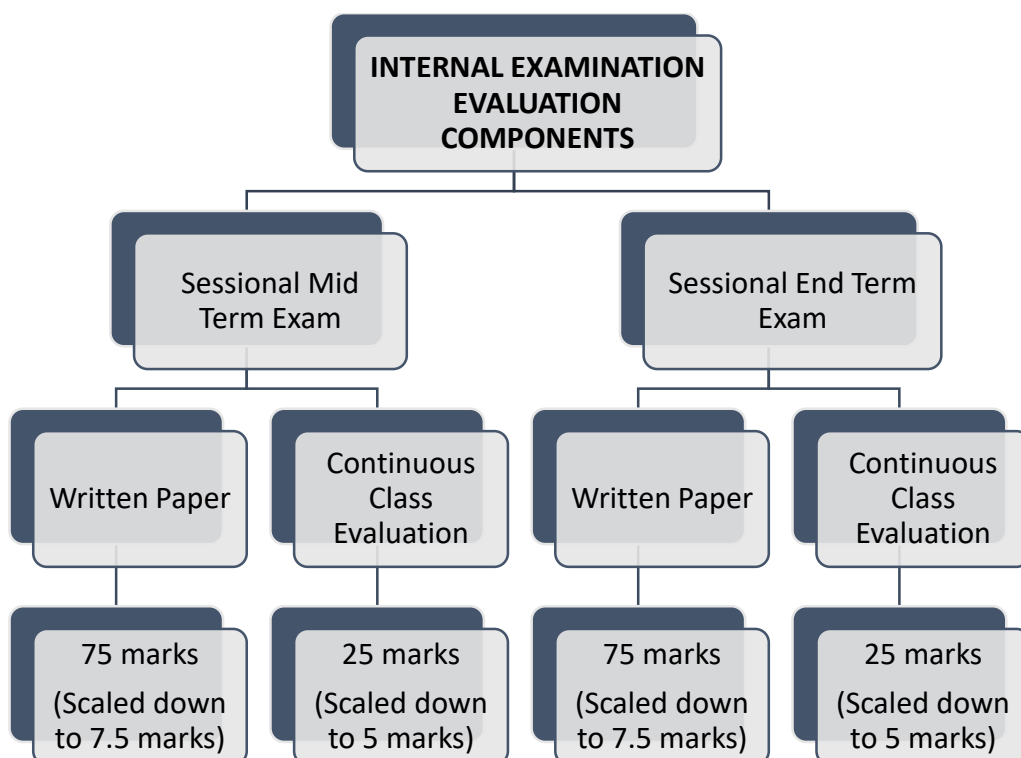 INTERNAL EXAMINATION
EVALUATION
COMPONENTS
Sessional Mid
Term Exam
Sessional End Term
Exam
Written Paper
Continuous
Class
Evaluation
Written Paper
Continuous
Class
Evaluation
75 marks
(Scaled down
to 7.5 marks)
25 marks
(Scaled down
to 5 marks)
75 marks
(Scaled down
to 7.5 marks)
25 marks
(Scaled down
to 5 marks)